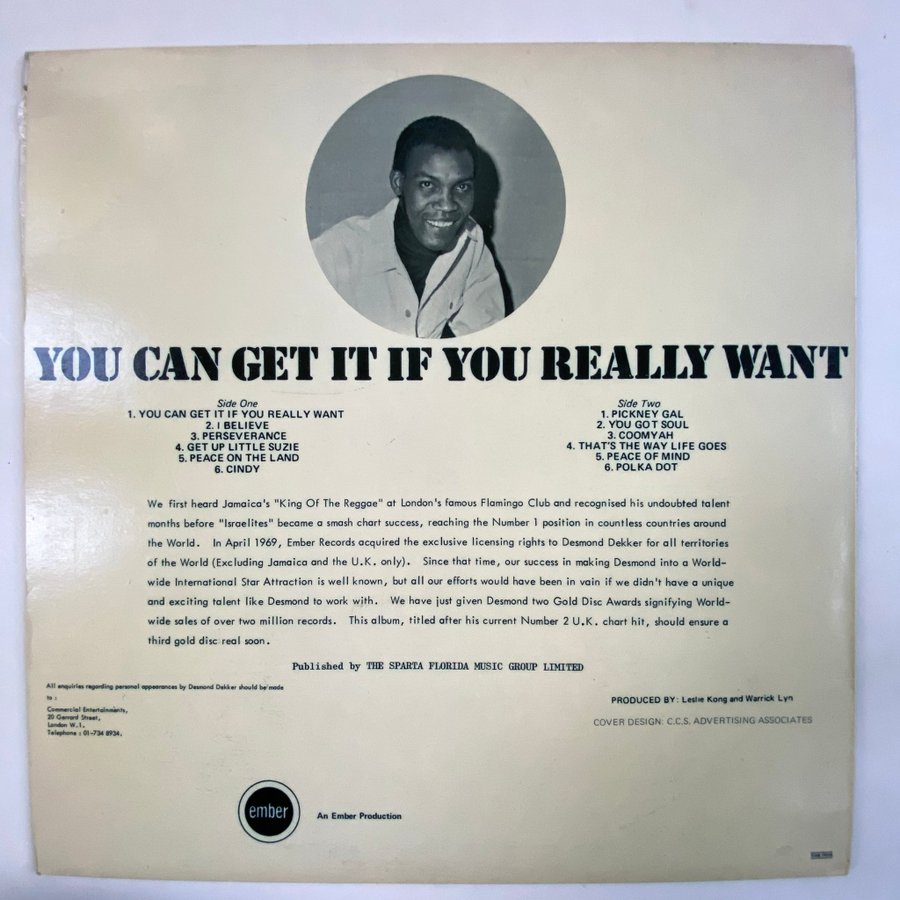 YOU CAN GET IT IF YOU REALLY WANT
Side One
1. YOU CAN GET IT IF YOU REALLY WANT
2. I BELIEVE
3. PERSEVERANCE
4. GET UP LITTLE SUZIE
5. PEACE ON THE LAND
6. CINDY
Side Two
1. PICKNEY GAL
2. YOU GOT SOUL
3. COOMYAH
4. THAT'S THE WAY LIFE GOES
5. PEACE OF MIND
6. POLKA DOT
We first heard Jamaica's "King Of The Reggae" at London's famous Flamingo Club and recognised his undoubted talent
months before "Israelites" became a smash chart success, reaching the Number 1 position in countless countries around
the World. In April 1969, Ember Records acquired the exclusive licensing rights to Desmond Dekker for all territories
of the World (Excluding Jamaica and the U.K. only). Since that time, our success in making Desmond into a World-
wide International Star Attraction is well known, but all our efforts would have been in vain if we didn't have a unique
and exciting talent like Desmond to work with. We have just given Desmond two Gold Disc Awards signifying World-
wide sales of over two million records. This album, titled after his current Number 2 U.K. chart hit, should ensure a
third gold disc real soon.
Published by THE SPARTA FLORIDA MUSIC GROUP LIMITED
All enquiries regarding personal appearances by Desmond Dekker should be made
to :
Commercial Entertainments,
20 Gerrard Street,
London W.1.
Telephone : 01-734 8934.
PRODUCED BY: Leslie Kong and Warrick Lyn
COVER DESIGN: C.C.S. ADVERTISING ASSOCIATES
ember
An Ember Production